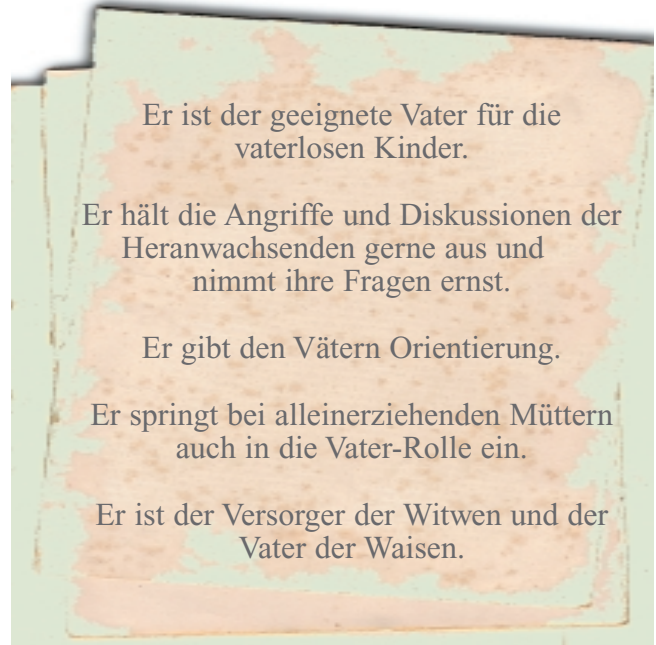 Er ist der geeignete Vater für die
vaterlosen Kinder.
Er hält die Angriffe und Diskussionen der
Heranwachsenden gerne aus und
nimmt ihre Fragen ernst.
Er gibt den Vätern Orientierung.
Er springt bei alleinerziehenden Müttern
auch in die Vater-Rolle ein.
Er ist der Versorger der Witwen und der
Vater der Waisen.